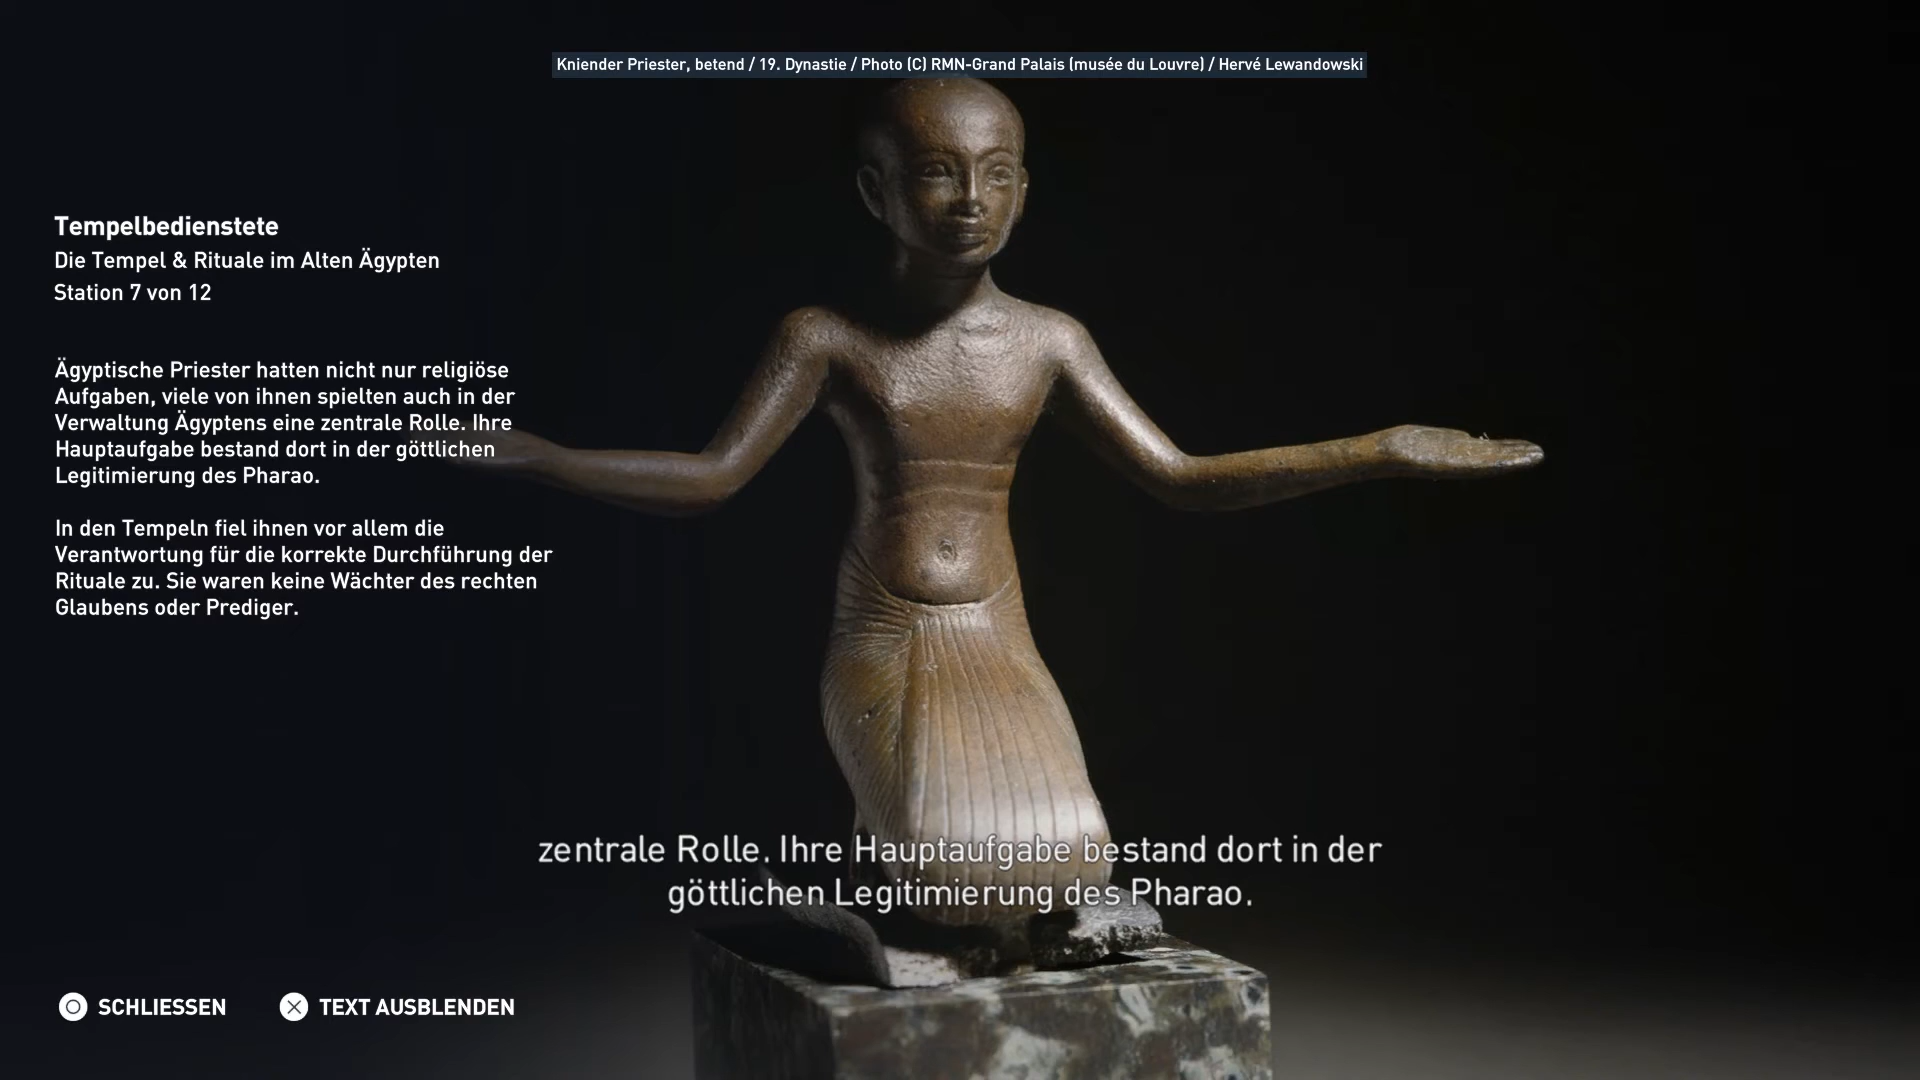 Kniender Priester, betend / 19. Dynastie / Photo (C) RMN-Grand Palais (musée du Louvre) / Hervé Lewandowski
Tempelbedienstete
Die Tempel & Rituale im Alten Ägypten
Station 7 von 12
Ägyptische Priester hatten nicht nur religiöse
Aufgaben, viele von ihnen spielten auch in der
Verwaltung Ägyptens eine zentrale Rolle. Ihre
Hauptaufgabe bestand dort in der göttlichen
Legitimierung des Pharao.
In den Tempeln fiel ihnen vor allem die
Verantwortung für die korrekte Durchführung der
Rituale zu. Sie waren keine Wächter des rechten
Glaubens oder Prediger.
zentrale Rolle. Ihre Hauptaufgabe bestand dort in der
göttlichen Legitimierung des Pharao.
SCHLIESSEN
TEXT AUSBLENDEN